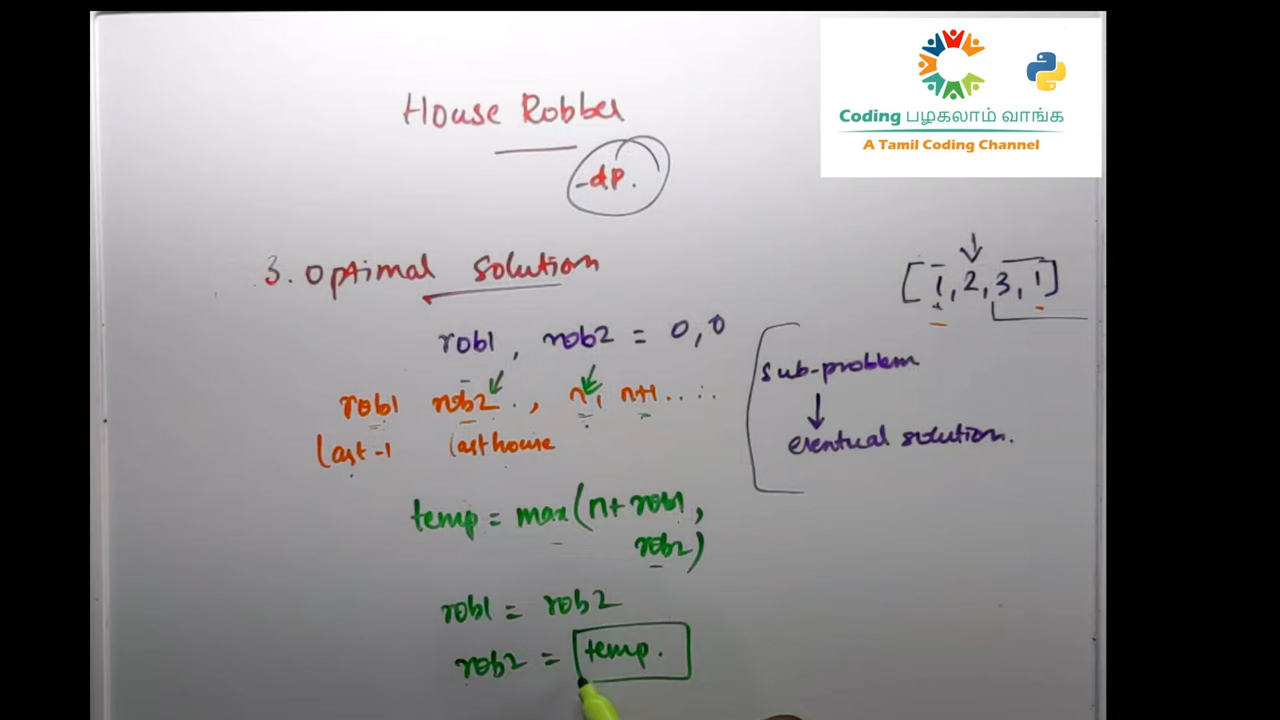 House Robber
- dp.
Coding பழகலாம் வாங்க
A Tamil Coding Channel
3. Optimal solution
[1, 2, 3, 1]
rob1, rob2 = 0, 0
rob1 rob2 . , n, n+1 . . . .
last -1 last house
sub-problem
eventual solution.
temp = max(n+rob1,
rob2)
rob1 = rob2
rob2 = temp.